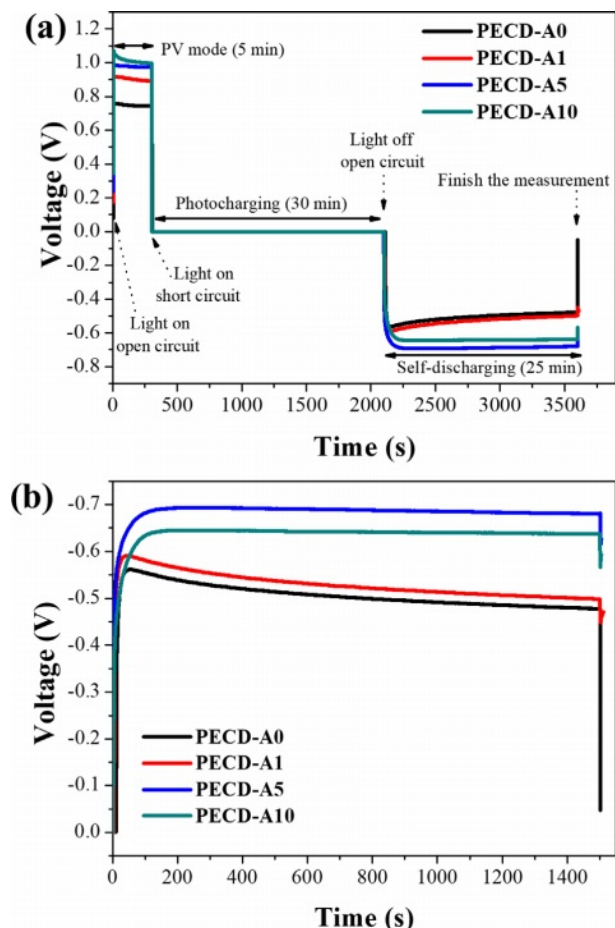 (a)
PV mode (5 min)
PECD-A0
PECD-A1
PECD-A5
PECD-A10
Light off
open circuit
Finish the measurement
Photocharging (30 min)
Light on
short circuit
Light on
open circuit
Self-discharging (25 min)
1.0
0.8
0.6
0.4
0.2
0.0
-0.2
-0.4
-0.6
-0.8
Voltage (V)
0 500 1000 1500 2000 2500 3000 3500
Time (s)
(b)
-0.7
-0.6
-0.5
-0.4
-0.3
-0.2
-0.1
0.0
Voltage (V)
PECD-A0
PECD-A1
PECD-A5
PECD-A10
0 200 400 600 800 1000 1200 1400
Time (s)